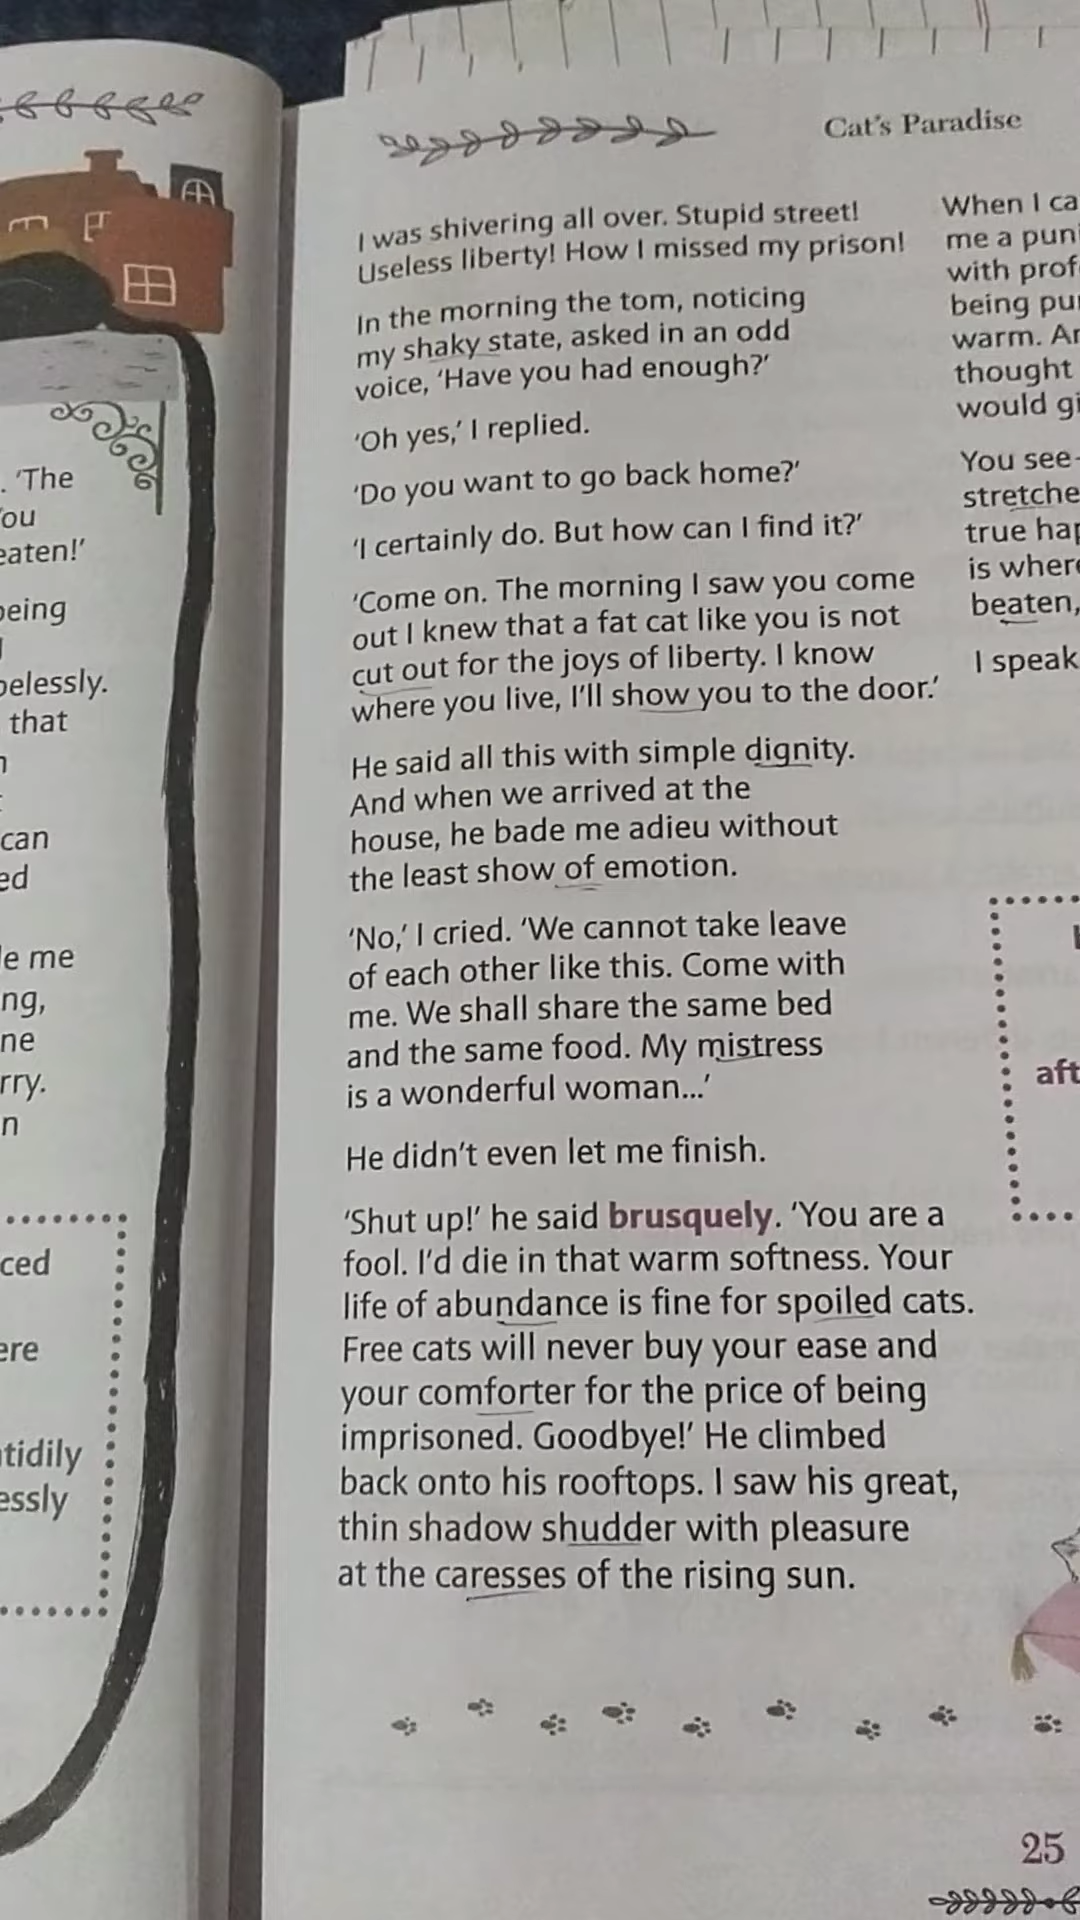 . 'The
eaten!'
being
pelessly.
that
can
me
ng,
ne
rry.
Cat's Paradise
I was shivering all over. Stupid street!
Useless liberty! How I missed my prison!
In the morning the tom, noticing
my shaky state, asked in an odd
voice, 'Have you had enough?'
'Oh yes,' I replied.
'Do you want to go back home?'
'I certainly do. But how can I find it?'
'Come on. The morning I saw you come
out I knew that a fat cat like you is not
cut out for the joys of liberty. I know
where you live, I'll show you to the door.'
He said all this with simple dignity.
And when we arrived at the
house, he bade me adieu without
the least show of emotion.
'No,' I cried. 'We cannot take leave
of each other like this. Come with
me. We shall share the same bed
and the same food. My mistress
is a wonderful woman...'
He didn't even let me finish.
'Shut up!' he said brusquely. 'You are a
fool. I'd die in that warm softness. Your
life of abundance is fine for spoiled cats.
Free cats will never buy your ease and
your comforter for the price of being
imprisoned. Goodbye!' He climbed
back onto his rooftops. I saw his great,
thin shadow shudder with pleasure
at the caresses of the rising sun.
When I ca
me a pun
with prof
being pu
warm. Ar
thought
would gi
You see-
stretche
true hap
is where
beaten,
I speak
aft
25